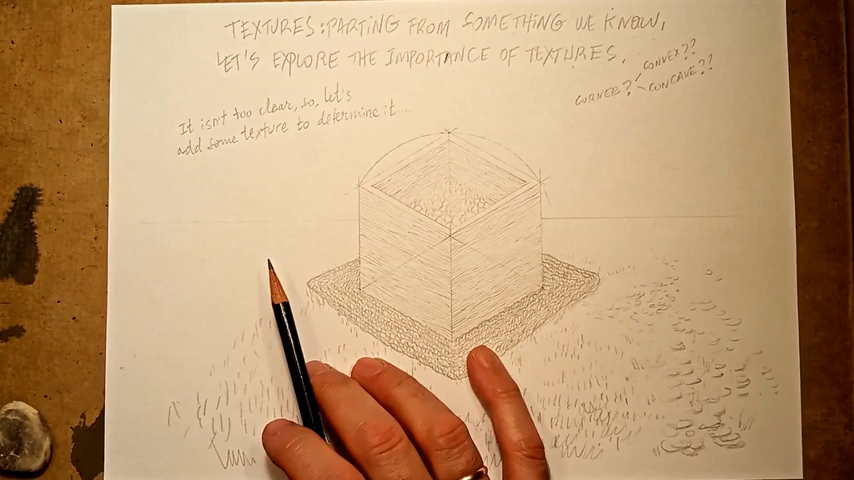 TEXTURES: PARTING FROM SOMETHING WE KNOW,
LET'S EXPLORE THE IMPORTANCE OF TEXTURES.
CORNER? CONVEX??
CONCAVE??
It isn't too clear, so, let's
add some texture to determine it...